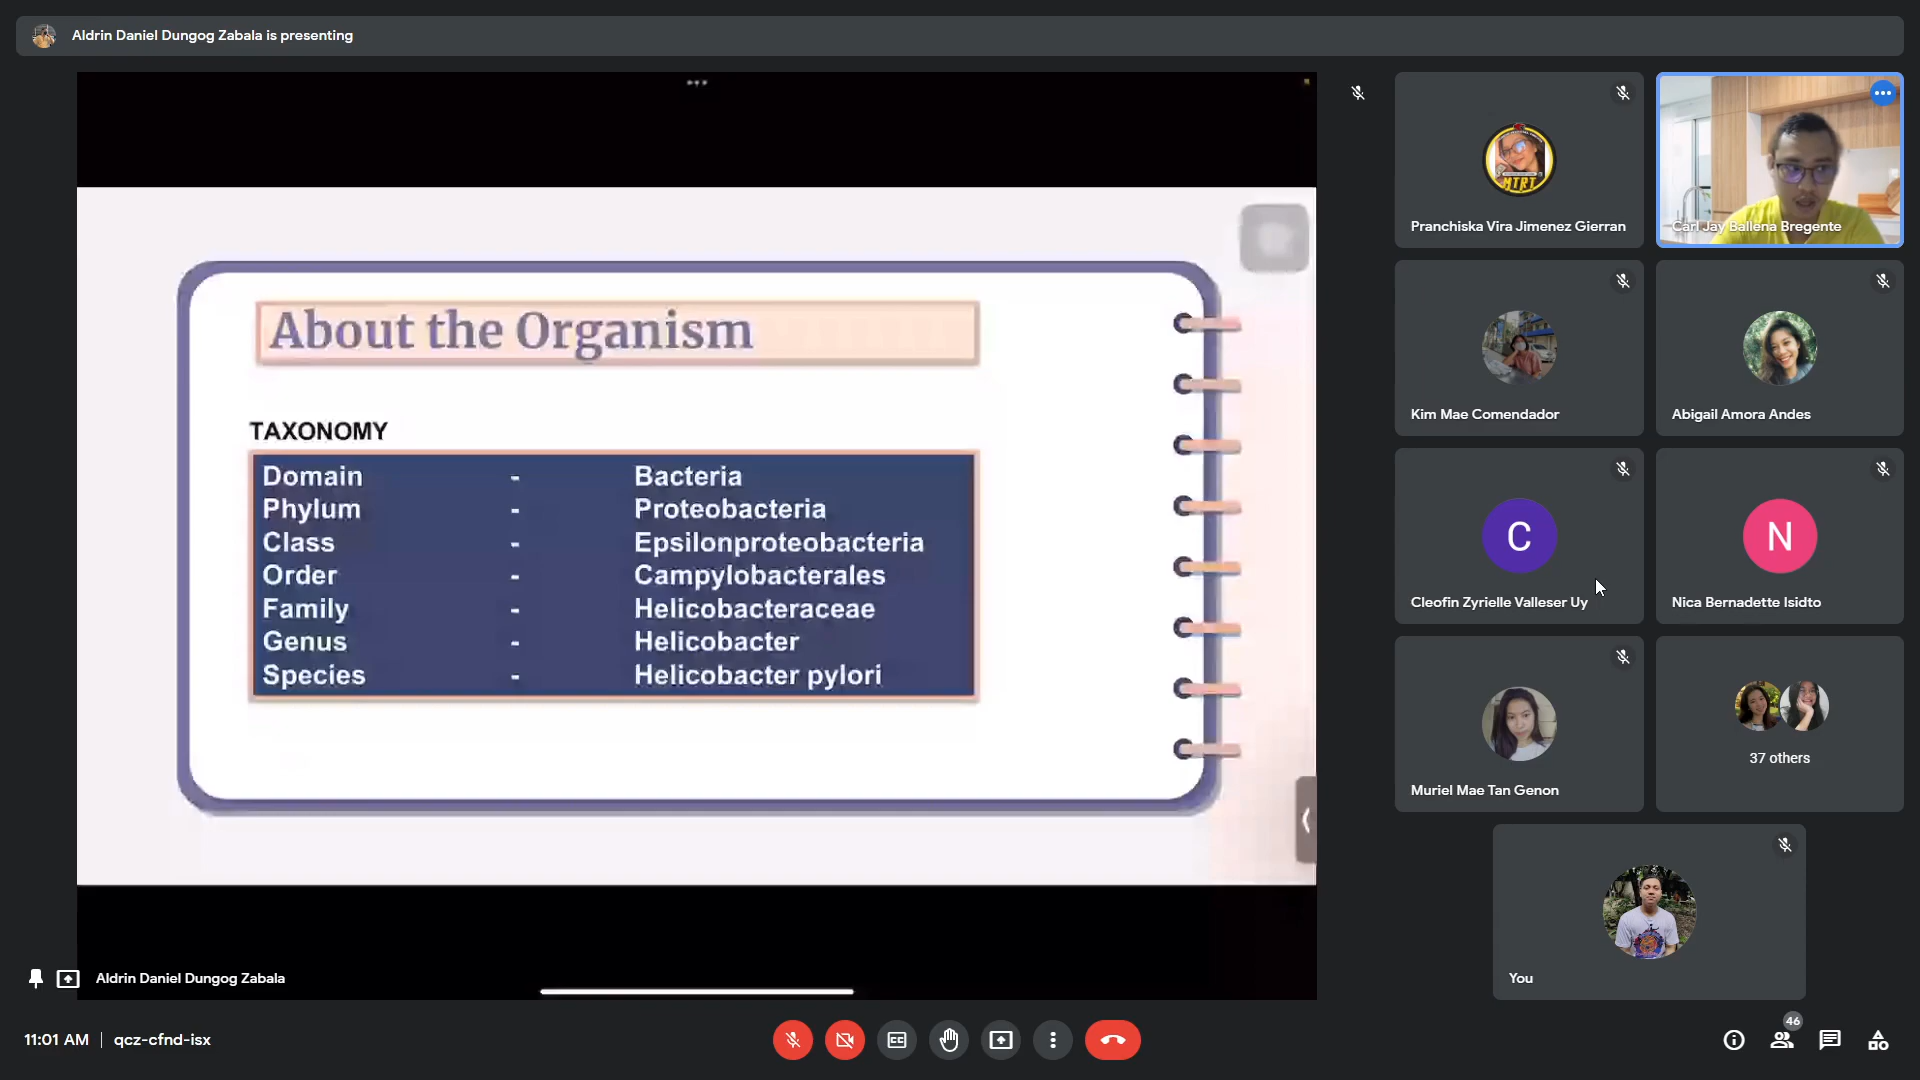 Aldrin Daniel Dungog Zabala is presenting
About the Organism
TAXONOMY
Domain - Bacteria
Phylum - Proteobacteria
Class - Epsilonproteobacteria
Order - Campylobacterales
Family - Helicobacteraceae
Genus - Helicobacter
Species - Helicobacter pylori
Aldrin Daniel Dungog Zabala
MTRT
Pranchiska Vira Jimenez Gierran
Carl Jay Ballena Bregente
Kim Mae Comendador
Abigail Amora Andes
C
Cleofin Zyrielle Valleser Uy
N
Nica Bernadette Isidto
Muriel Mae Tan Genon
37 others
You
11:01 AM | qcz-cfnd-isx
46